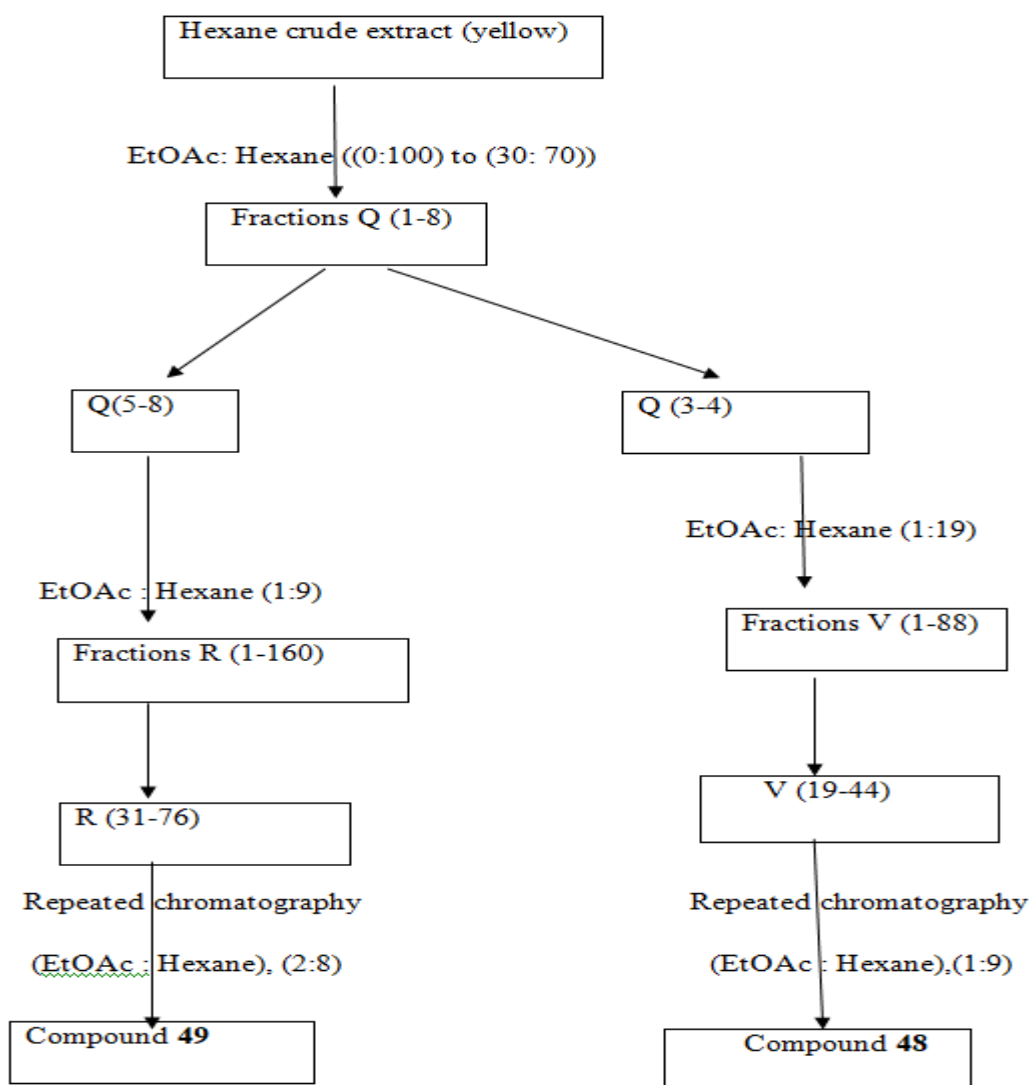 Hexane crude extract (yellow)
EtOAc: Hexane ((0:100) to (30: 70))
Fractions Q (1-8)
Q(5-8)
Q (3-4)
EtOAc: Hexane (1:19)
EtOAc : Hexane (1:9)
Fractions V (1-88)
Fractions R (1-160)
V (19-44)
R (31-76)
Repeated chromatography
Repeated chromatography
(EtOAc : Hexane), (2:8)
(EtOAc : Hexane),(1:9)
Compound 49
Compound 48